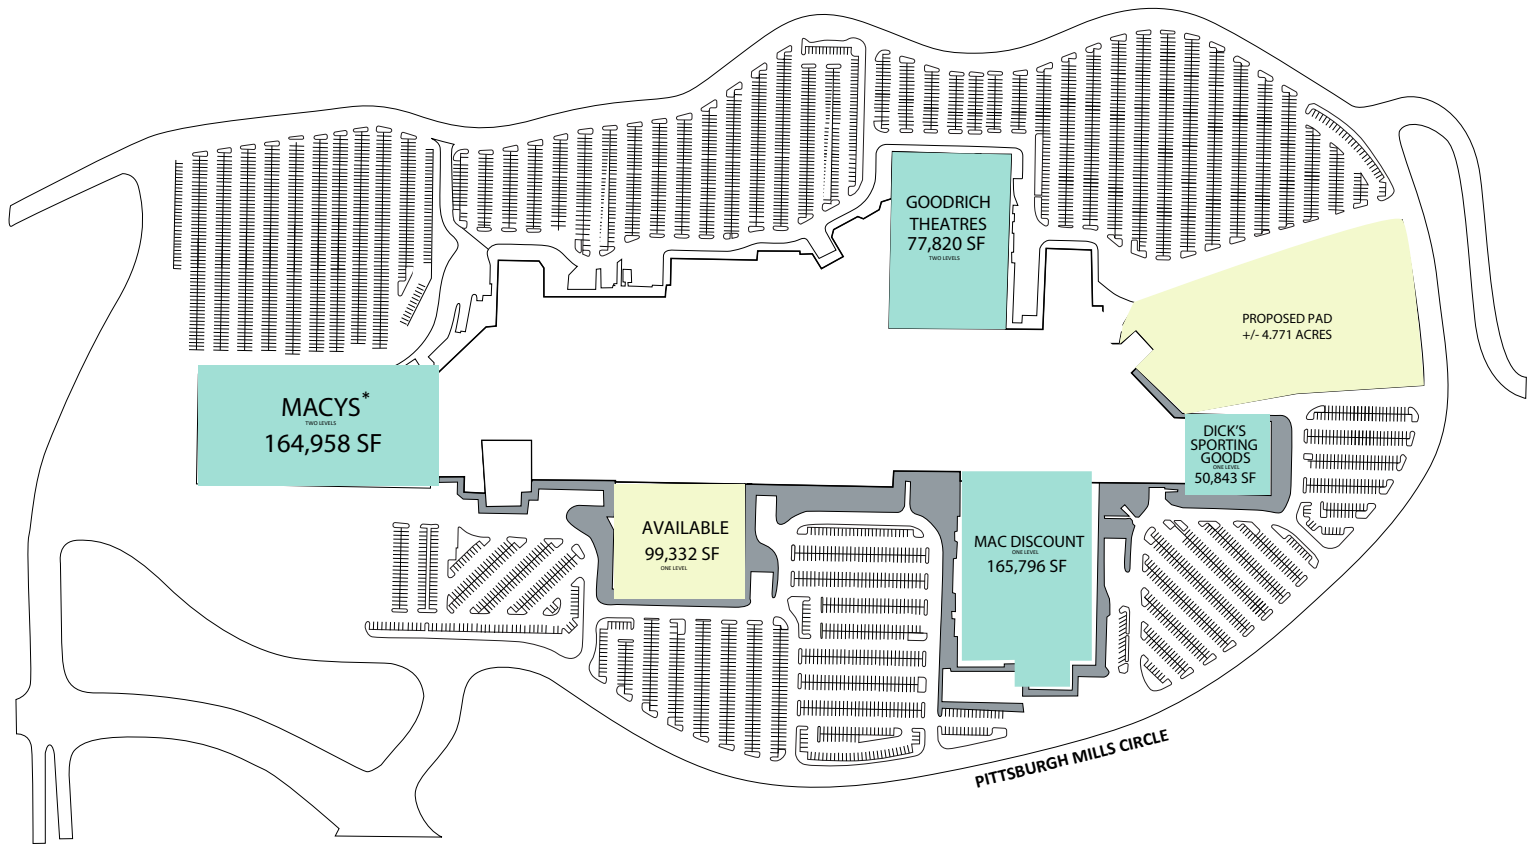 GOODRICH
THEATRES
77,820 SF
TWO LEVELS
PROPOSED PAD
+/- 4.771 ACRES
MACYS*
TWO LEVELS
164,958 SF
DICK'S
SPORTING
GOODS
ONE LEVEL
50,843 SF
AVAILABLE
99,332 SF
ONE LEVEL
MAC DISCOUNT
ONE LEVEL
165,796 SF
PITTSBURGH MILLS CIRCLE